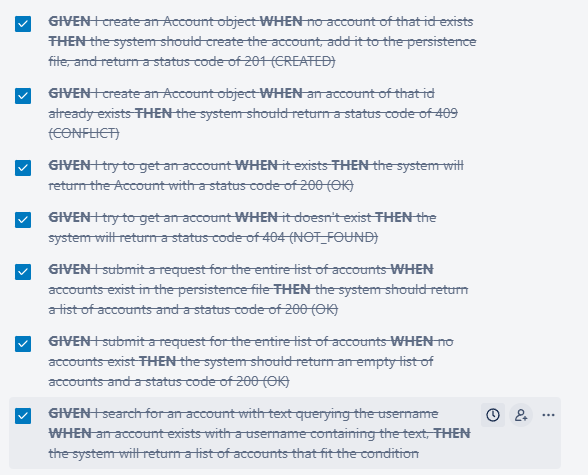 GIVEN I create an Account object WHEN no account of that id exists
THEN the system should create the account, add it to the persistence
file, and return a status code of 201 (CREATED)
GIVEN I create an Account object WHEN an account of that id
already exists THEN the system should return a status code of 409
(CONFLICT)
GIVEN I try to get an account WHEN it exists THEN the system will
return the Account with a status code of 200 (OK)
GIVEN I try to get an account WHEN it doesn't exist THEN the
system will return a status code of 404 (NOT_FOUND)
GIVEN I submit a request for the entire list of accounts WHEN
accounts exist in the persistence file THEN the system should return
a list of accounts and a status code of 200 (OK)
GIVEN I submit a request for the entire list of accounts WHEN no
accounts exist THEN the system should return an empty list of
accounts and a status code of 200 (OK)
GIVEN I search for an account with text querying the username
WHEN an account exists with a username containing the text, THEN
the system will return a list of accounts that fit the condition